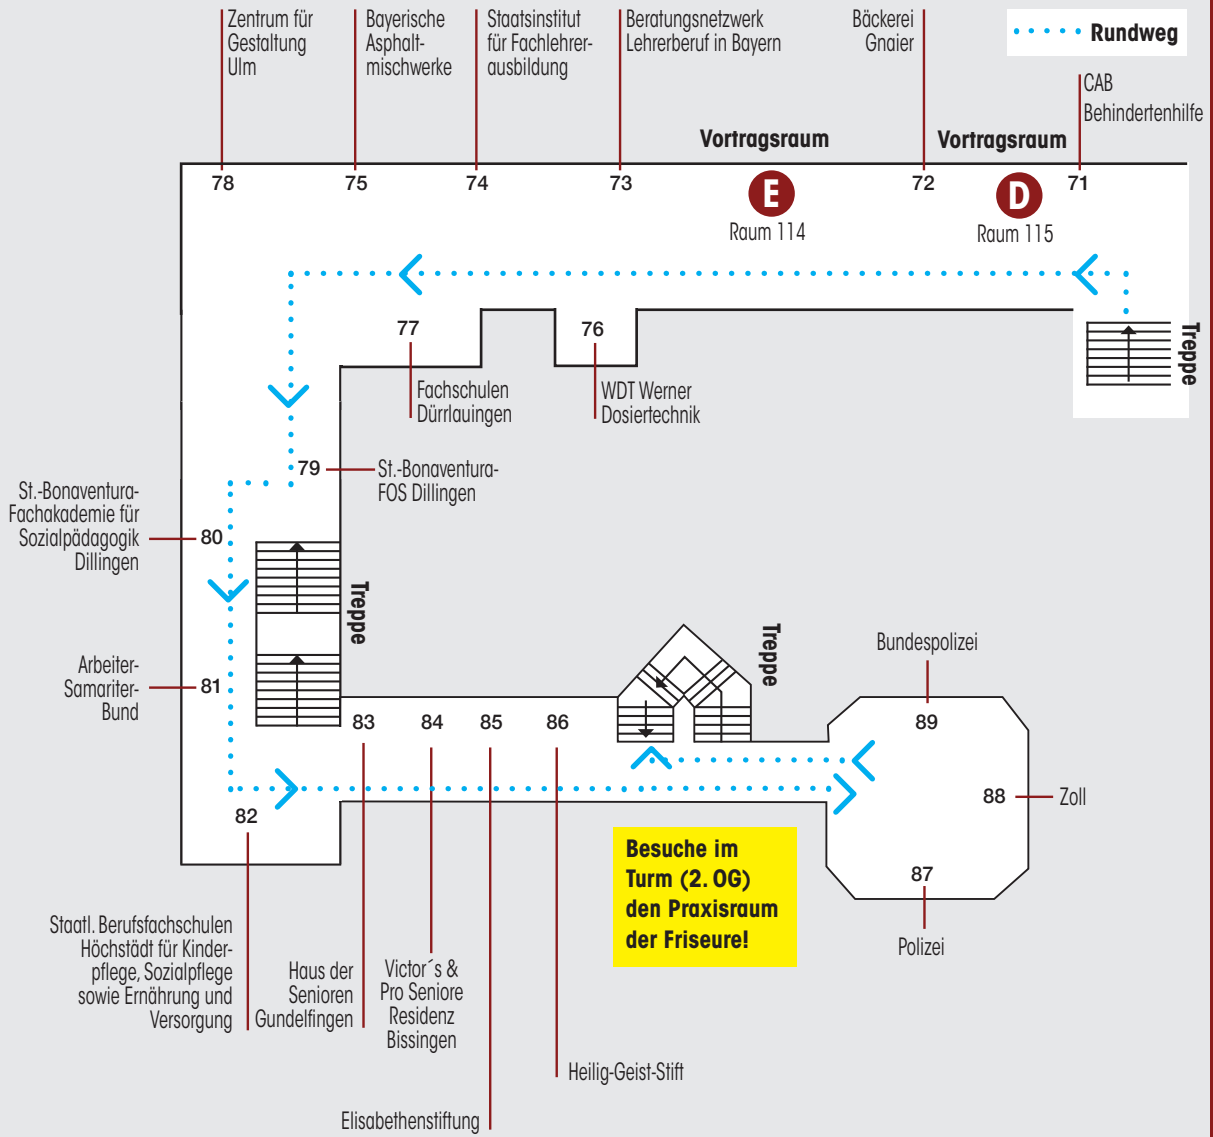 Zentrum für
Gestaltung
Ulm
Bayerische
Asphalt-
mischwerke
Staatsinstitut
für Fachlehrer-
ausbildung
Beratungsnetzwerk
Lehrerberuf in Bayern
Bäckerei
Gnaier
Rundweg
CAB
Behindertenhilfe
Vortragsraum
Vortragsraum
78
75
74
73
E
72
D
71
Raum 114
Raum 115
77
76
Treppe
Fachschulen
Dürrlauingen
WDT Werner
Dosiertechnik
79
St.-Bonaventura-
FOS Dillingen
St.-Bonaventura-
Fachakademie für
Sozialpädagogik
Dillingen
80
Treppe
Treppe
Arbeiter-
Samariter-
Bund
81
Bundespolizei
83
84
85
86
89
88
Zoll
82
87
Polizei
Besuche im
Turm (2. OG)
den Praxisraum
der Friseure!
Staatl. Berufsfachschulen
Höchstädt für Kinder-
pflege, Sozialpflege
sowie Ernährung und
Versorgung
Haus der
Senioren
Gundelfingen
Victor´s &
Pro Seniore
Residenz
Bissingen
Heilig-Geist-Stift
Elisabethenstiftung